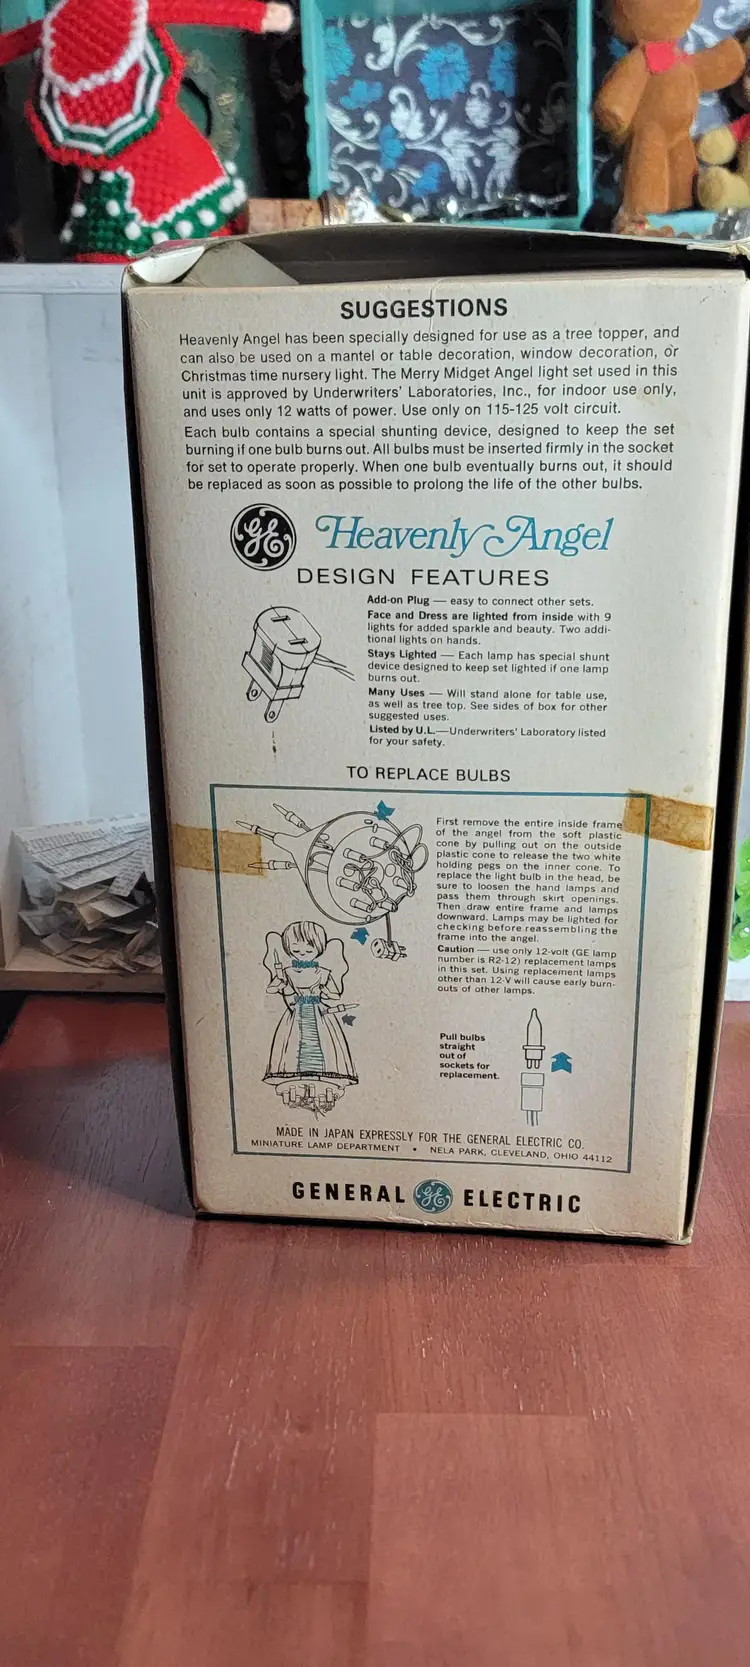 SUGGESTIONS
Heavenly Angel has been specially designed for use as a tree topper, and
can also be used on a mantel or table decoration, window decoration, or
Christmas time nursery light. The Merry Midget Angel light set used in this
unit is approved by Underwriters' Laboratories, Inc., for indoor use only,
and uses only 12 watts of power. Use only on 115-125 volt circuit.
Each bulb contains a special shunting device, designed to keep the set
burning if one bulb burns out. All bulbs must be inserted firmly in the socket
for set to operate properly. When one bulb eventually burns out, it should
be replaced as soon as possible to prolong the life of the other bulbs.
GE Heavenly Angel
DESIGN FEATURES
Add-on Plug — easy to connect other sets.
Face and Dress are lighted from inside with 9
lights for added sparkle and beauty. Two addi-
tional lights on hands.
Stays Lighted — Each lamp has special shunt
device designed to keep set lighted if one lamp
burns out.
Many Uses — Will stand alone for table use,
as well as tree top. See sides of box for other
suggested uses.
Listed by U.L.—Underwriters' Laboratory listed
for your safety.
TO REPLACE BULBS
First remove the entire inside frame
of the angel from the soft plastic
cone by pulling out on the outside
plastic cone to release the two white
holding pegs on the inner cone. To
replace the light bulb in the head, be
sure to loosen the hand lamps and
pass them through skirt openings.
Then draw entire frame and lamps
downward. Lamps may be lighted for
checking before reassembling the
frame into the angel.
Caution — use only 12-volt (GE lamp
number is R2-12) replacement lamps
in this set. Using replacement lamps
other than 12-V will cause early burn-
outs of other lamps.
Pull bulbs
straight
out of
sockets for
replacement.
MADE IN JAPAN EXPRESSLY FOR THE GENERAL ELECTRIC CO.
MINIATURE LAMP DEPARTMENT • NELA PARK, CLEVELAND, OHIO 44112
GENERAL GE ELECTRIC